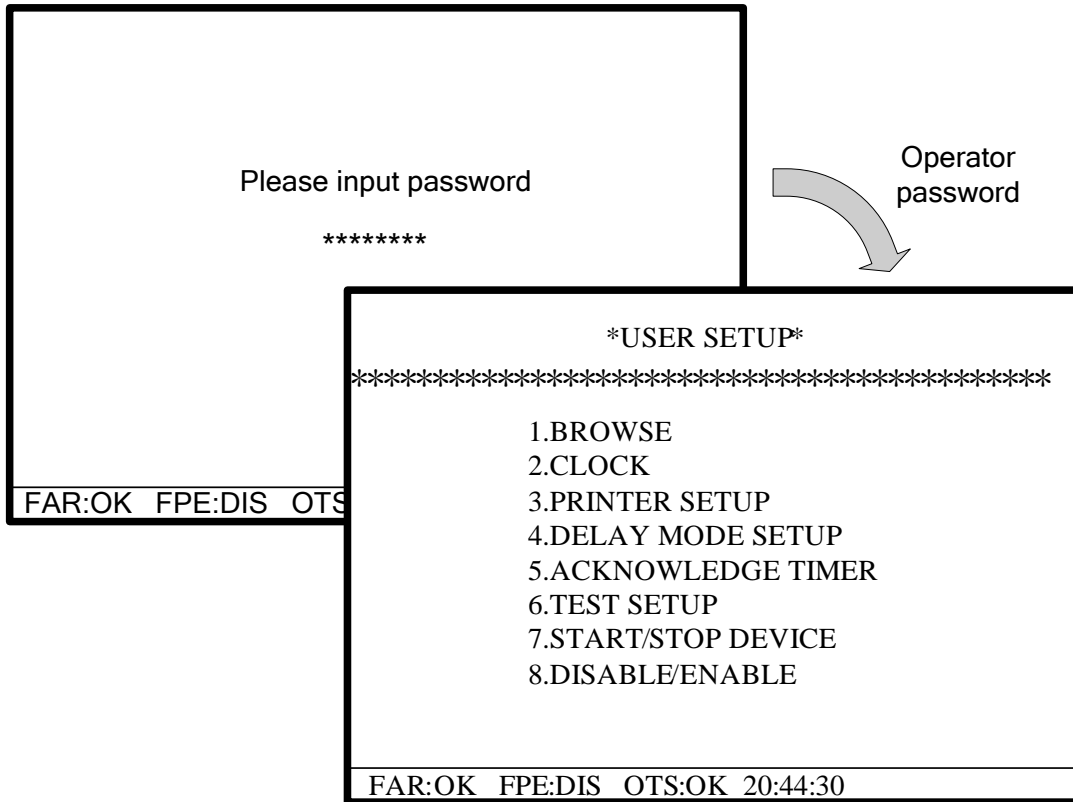 Please input password
********
FAR:OK FPE:DIS OTS
Operator
password
*USER SETUP*
*******************************************
1.BROWSE
2.CLOCK
3.PRINTER SETUP
4.DELAY MODE SETUP
5.ACKNOWLEDGE TIMER
6.TEST SETUP
7.START/STOP DEVICE
8.DISABLE/ENABLE
FAR:OK FPE:DIS OTS:OK 20:44:30